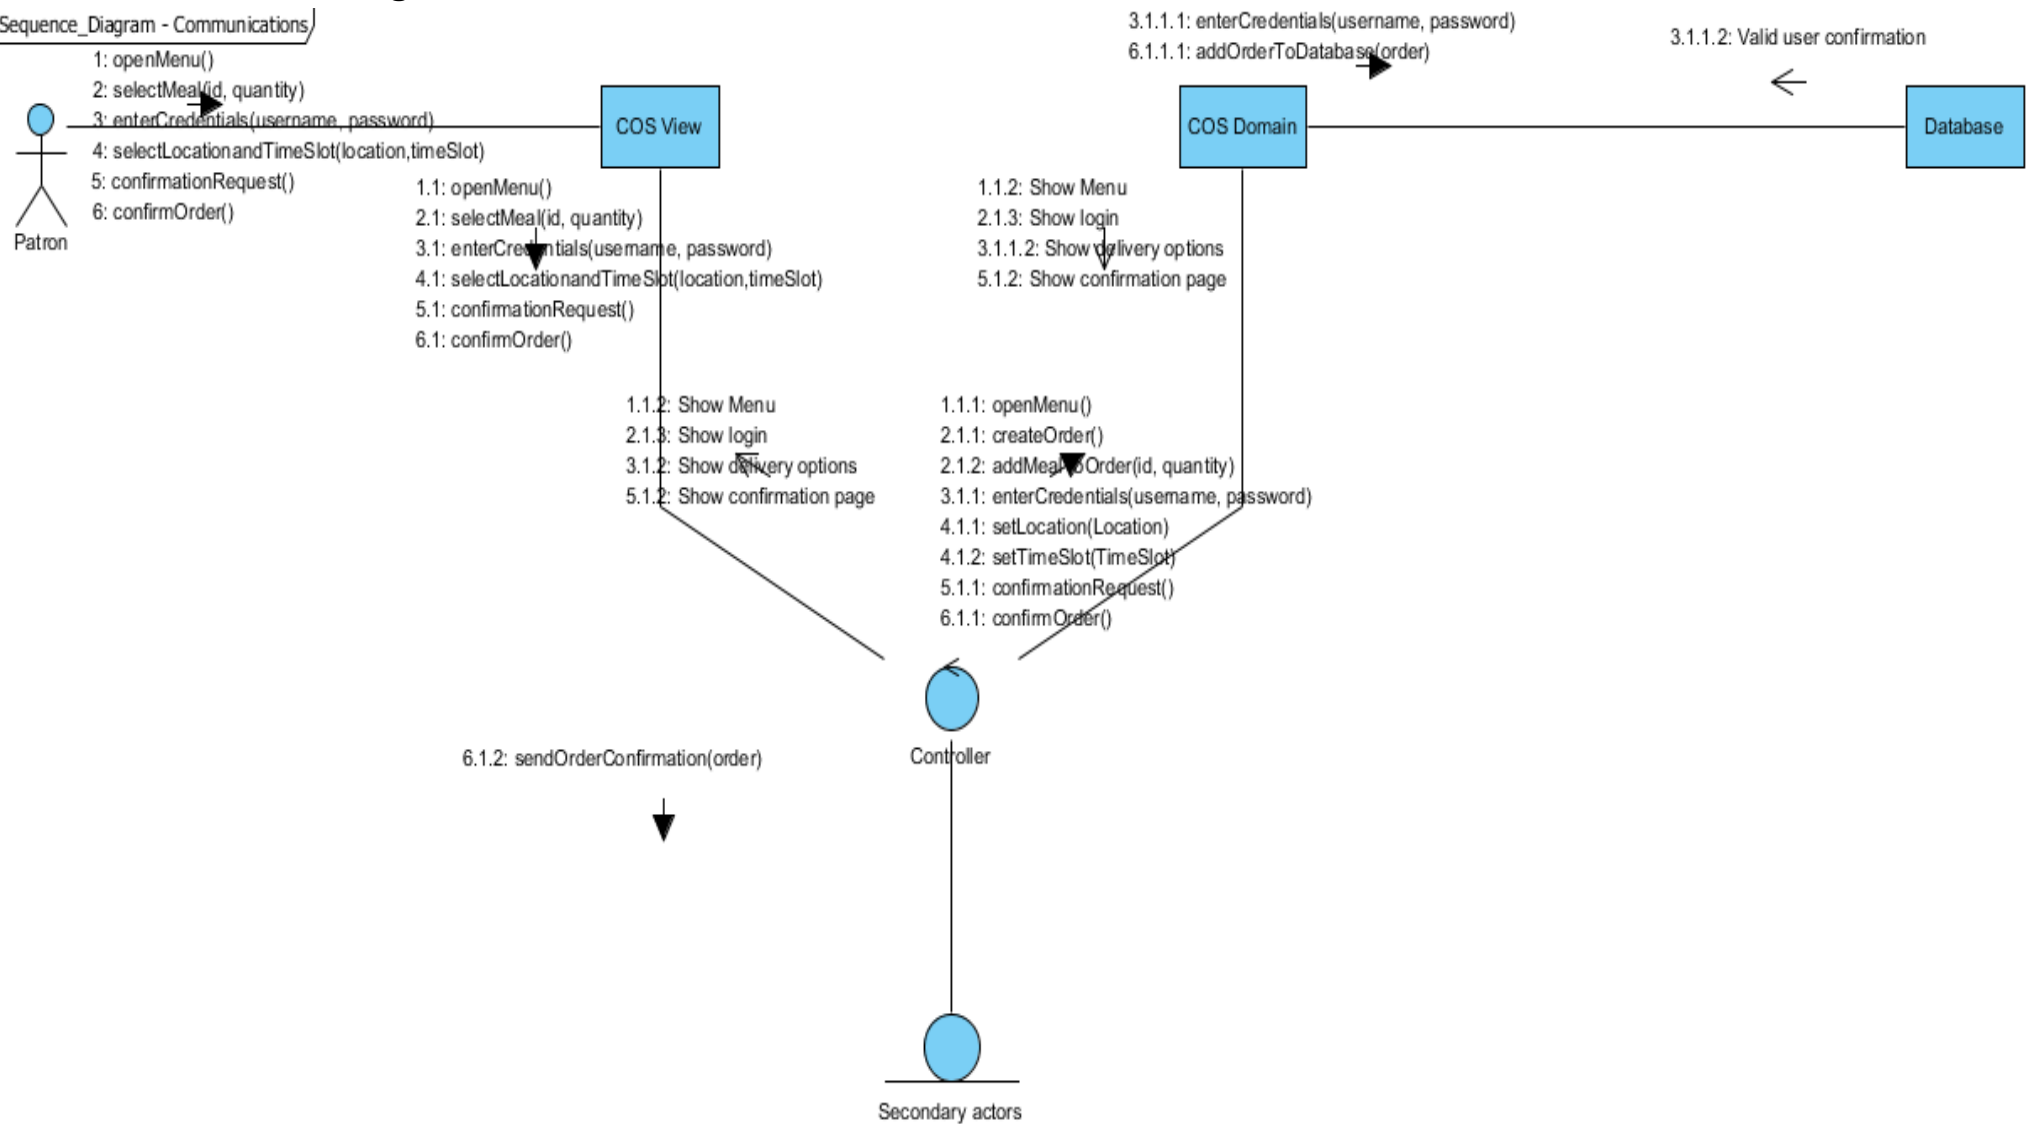 Sequence_Diagram - Communications
1: openMenu()
2: selectMeal(id, quantity)
3: enterCredentials(username, password)
4: selectLocationandTimeSlot(location,timeSlot)
5: confirmationRequest()
6: confirmOrder()
Patron
COS View
3.1.1.1: enterCredentials(username, password)
6.1.1.1: addOrderToDatabase(order)
3.1.1.2: Valid user confirmation
COS Domain
Database
1.1: openMenu()
2.1: selectMeal(id, quantity)
3.1: enterCredentials(username, password)
4.1: selectLocationandTimeSlot(location,timeSlot)
5.1: confirmationRequest()
6.1: confirmOrder()
1.1.2: Show Menu
2.1.3: Show login
3.1.1.2: Show delivery options
5.1.2: Show confirmation page
1.1.2: Show Menu
2.1.3: Show login
3.1.2: Show delivery options
5.1.2: Show confirmation page
1.1.1: openMenu()
2.1.1: createOrder()
2.1.2: addMealToOrder(id, quantity)
3.1.1: enterCredentials(username, password)
4.1.1: setLocation(Location)
4.1.2: setTimeSlot(TimeSlot)
5.1.1: confirmationRequest()
6.1.1: confirmOrder()
Controller
6.1.2: sendOrderConfirmation(order)
Secondary actors